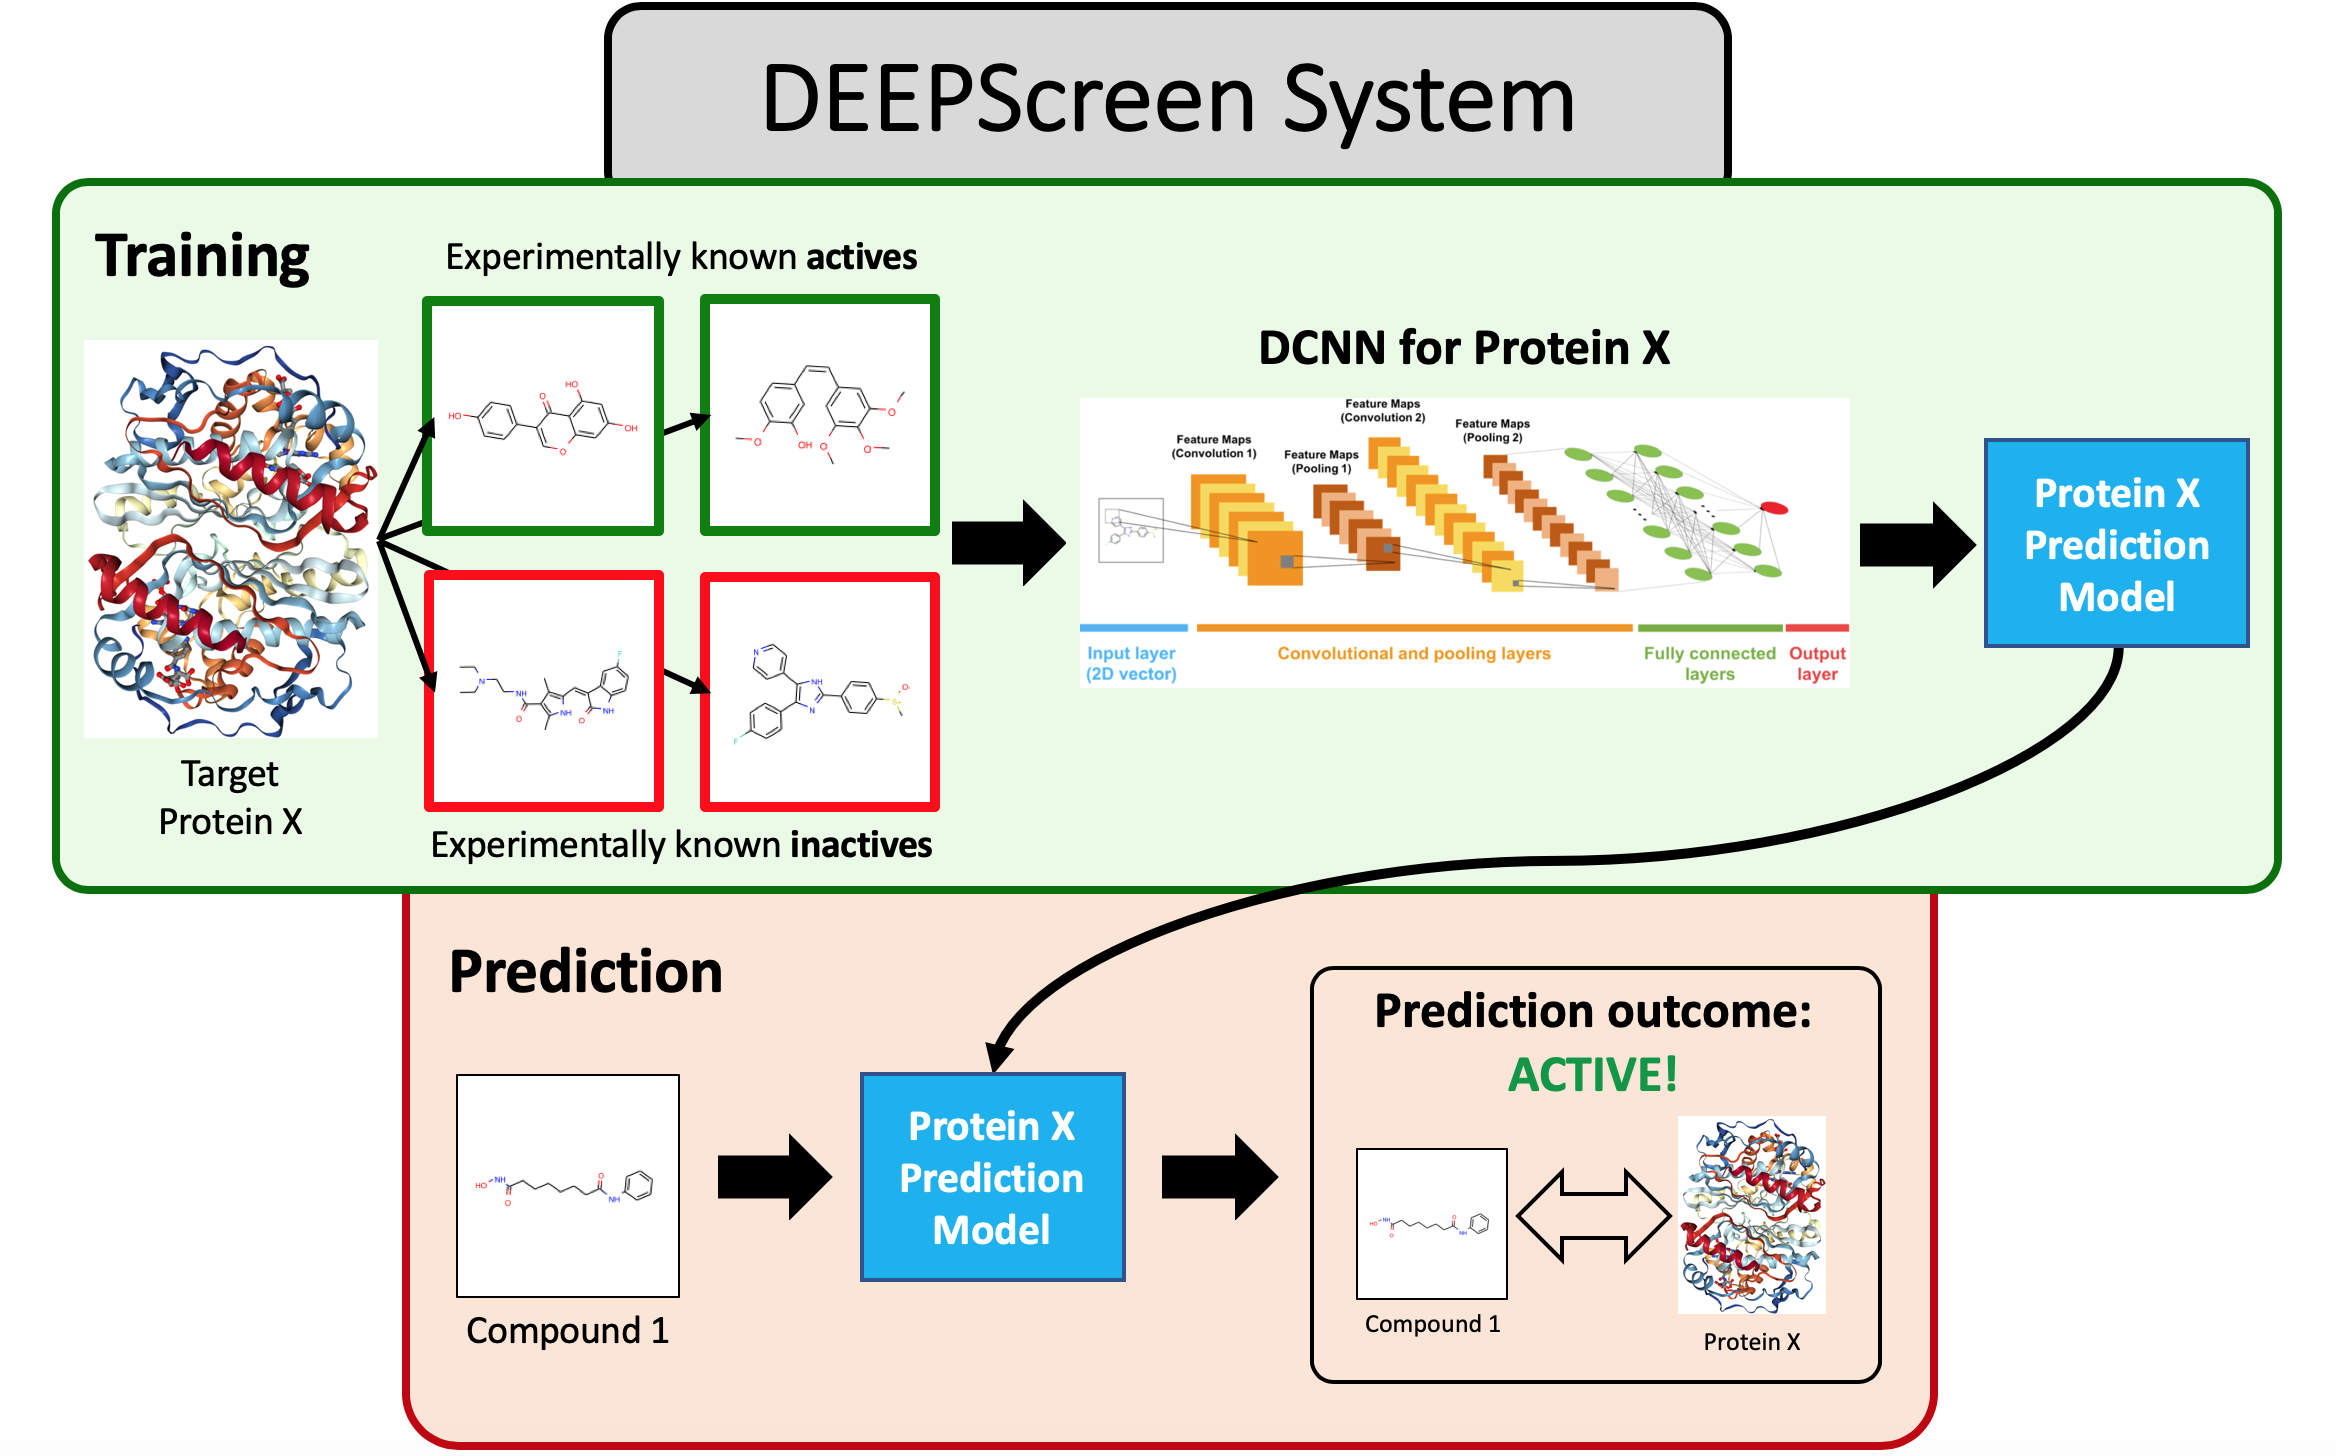 DEEPScreen System
Training
Experimentally known actives
HO
O
OH
OH
O
O
OH
O
O
O
Target
Protein X
N
NH
O
NH
O
NH
F
N
NH
N
F
S+
O-
Experimentally known inactives
DCNN for Protein X
Feature Maps
(Convolution 1)
Feature Maps
(Pooling 1)
Feature Maps
(Convolution 2)
Feature Maps
(Pooling 2)
Input layer
(2D vector)
Convolutional and pooling layers
Fully connected
layers
Output
layer
Protein X
Prediction
Model
Prediction
HO
NH
O
O
NH
Compound 1
Protein X
Prediction
Model
Prediction outcome:
ACTIVE!
HO
NH
O
O
NH
Compound 1
Protein X